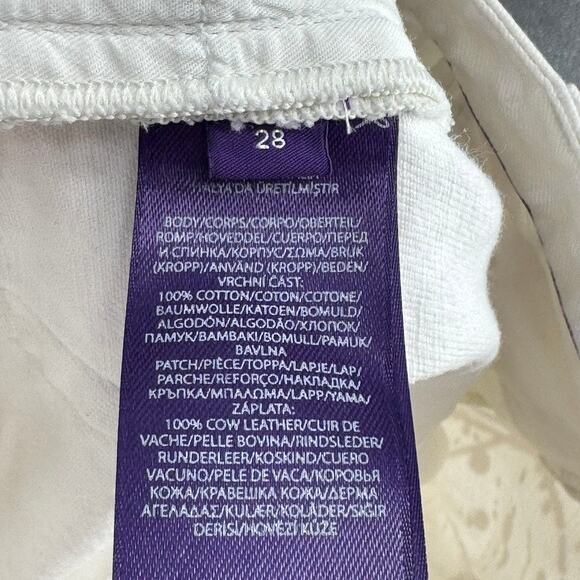 28
İTALYA'DA ÜRETİLMİŞTİR
BODY/CORPS/CORPO/OBERTEIL/
ROMP/HOVEDDEL/CUERPO/ПЕРЕД
И СПИНКА/КОРПУС/ΣΩΜΑ/BRUK
(KROPP)/ANVÄND (KROPP)/BEDEN/
VRCHNÍ ČÁST:
100% COTTON/COTON/COTONE/
BAUMWOLLE/KATOEN/BOMULD/
ALGODÓN/ALGODÃO/ХЛОПОК/
ПАМУК/ΒΑΜΒΑΚΙ/BOMULL/PAMUK/
BAVLNA
PATCH/PIÈCE/TOPPA/LAPJE/LAP/
PARCHE/REFORÇO/НАКЛАДКА/
КРЪПКА/ΜΠΑΛΩΜΑ/LAPP/YAMA/
ZÁPLATA:
100% COW LEATHER/CUIR DE
VACHE/PELLE BOVINA/RINDSLEDER/
RUNDERLEER/KOSKIND/CUERO
VACUNO/PELE DE VACA/КОРОВЬЯ
КОЖА/КРАВЕШКА КОЖА/ΔΕΡΜΑ
ΑΓΕΛΑΔΑΣ/KULÆR/KOLÄDER/SIĞIR
DERİSİ/HOVĚZÍ KŮŽE